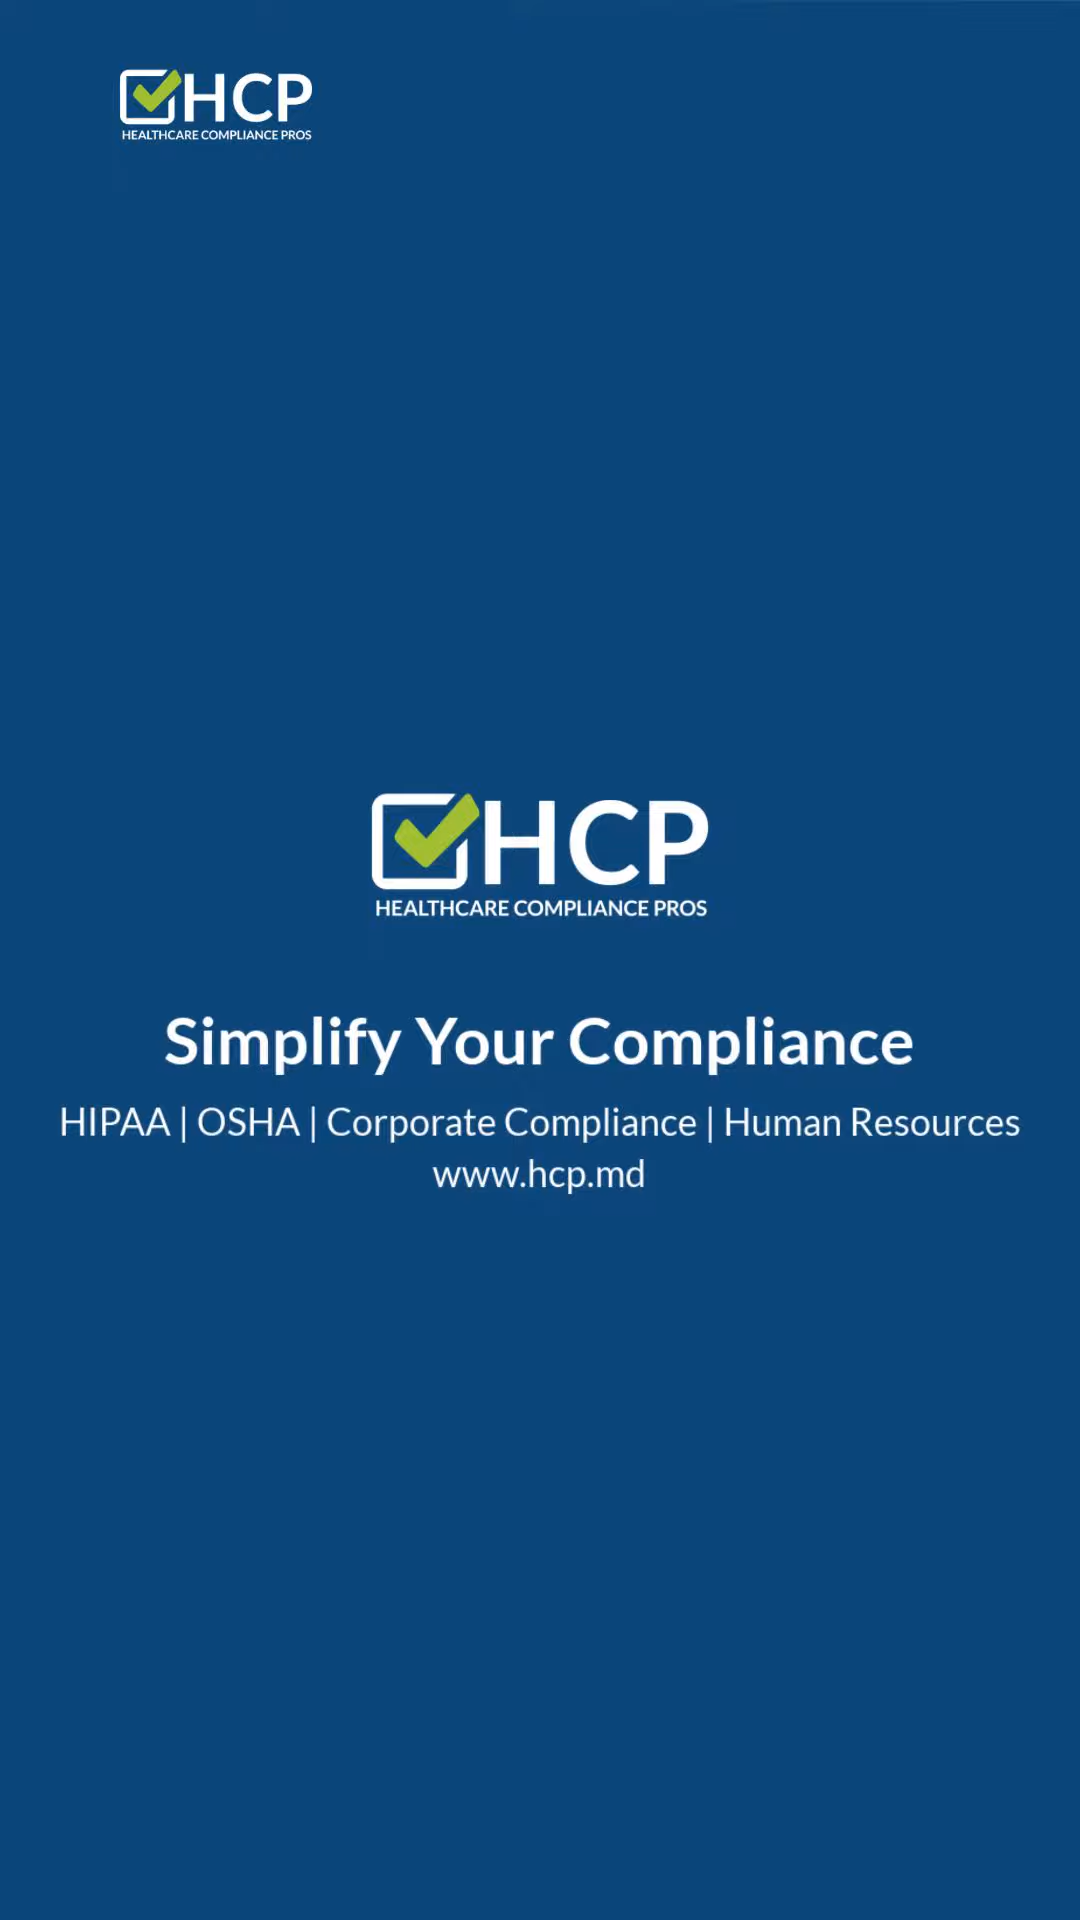 HCP
HEALTHCARE COMPLIANCE PROS
HCP
HEALTHCARE COMPLIANCE PROS
Simplify Your Compliance
HIPAA | OSHA | Corporate Compliance | Human Resources
www.hcp.md